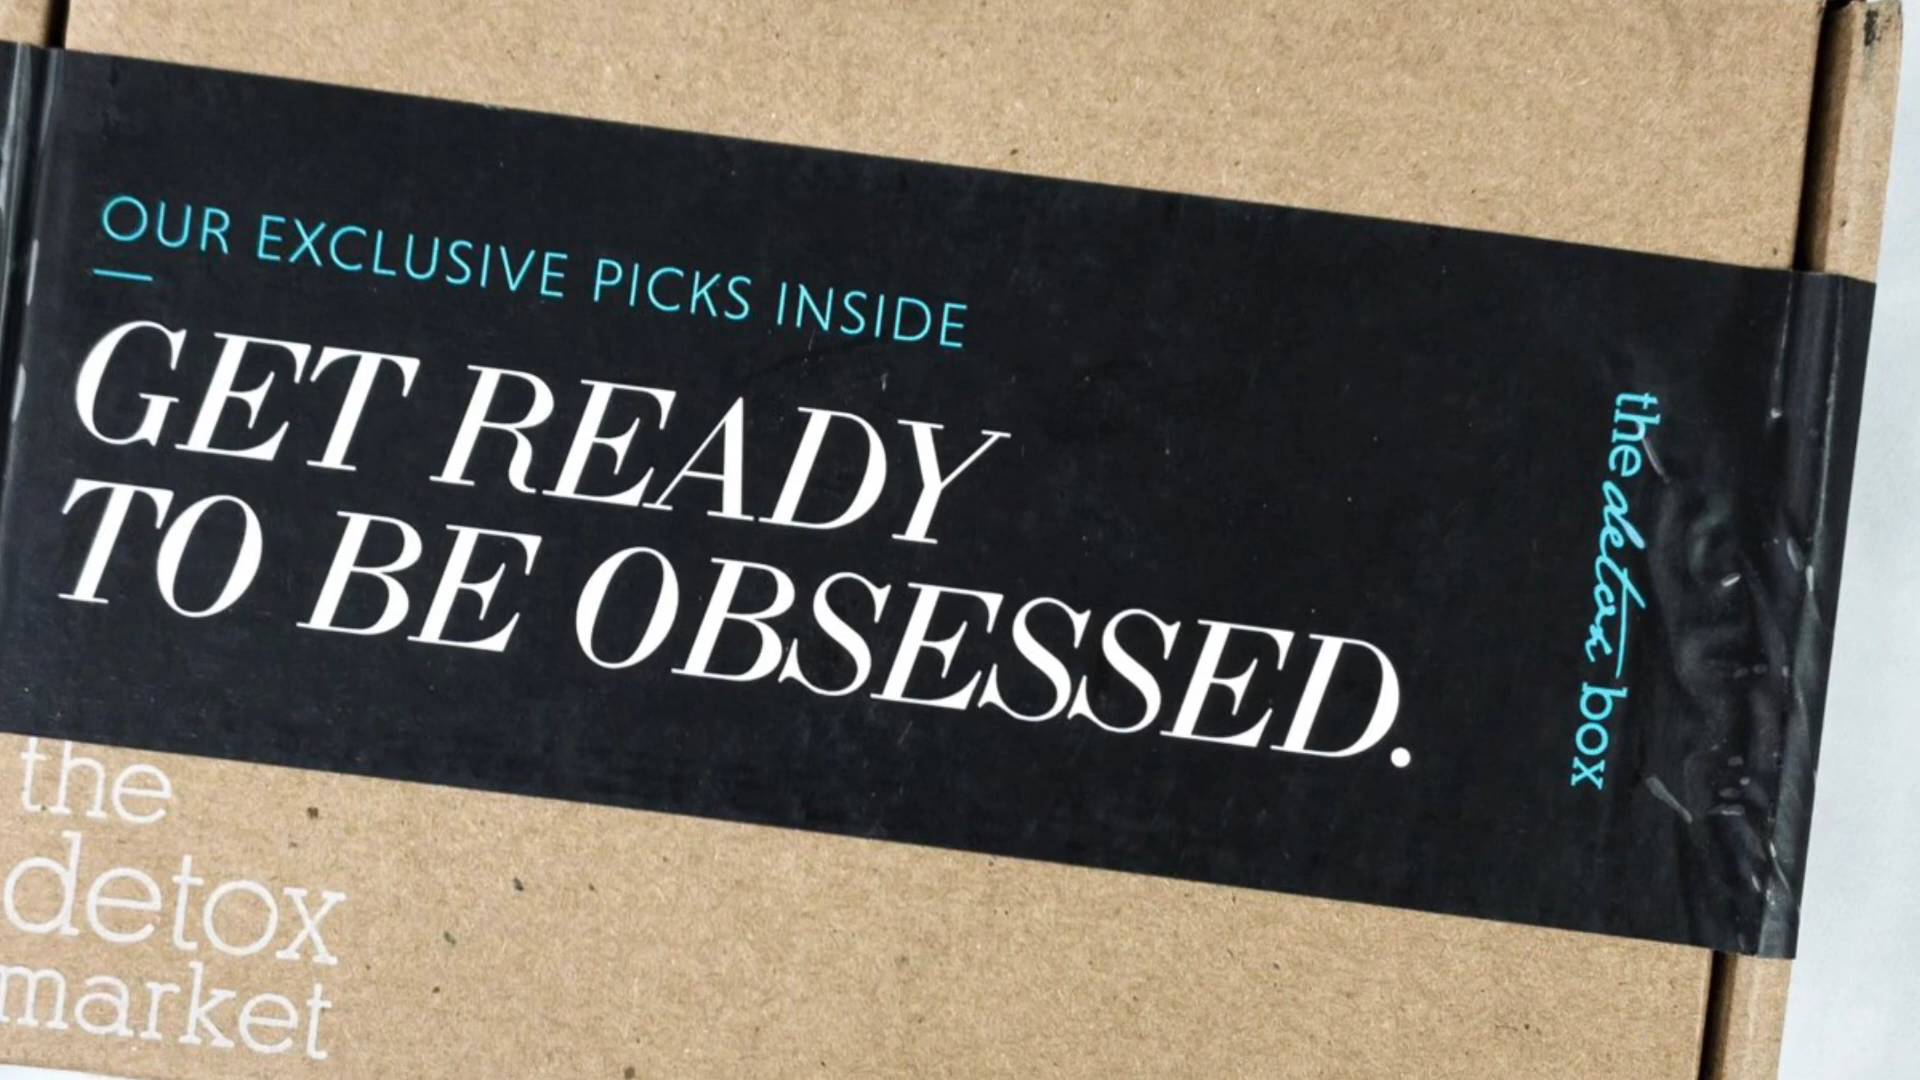 OUR EXCLUSIVE PICKS INSIDE
GET READY
TO BE OBSESSED.
the detox box
the
detox
market